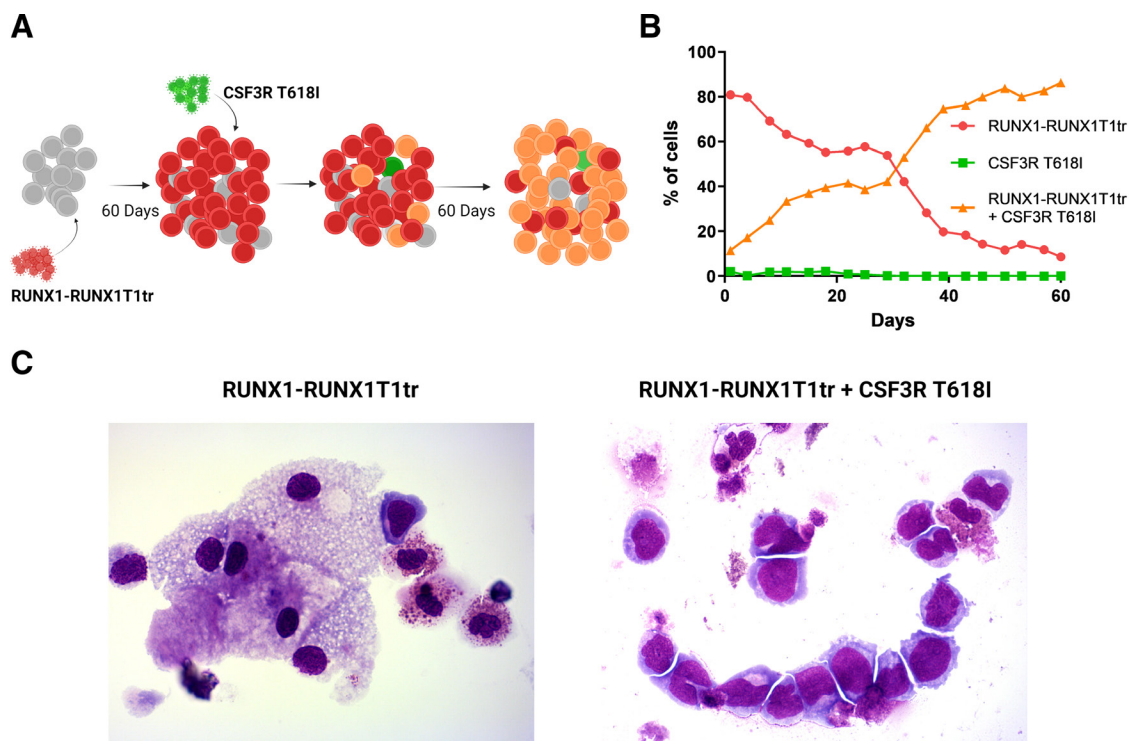 A
CSF3R T618I
60 Days
60 Days
RUNX1-RUNX1T1tr
B
100
80
60
40
20
0
% of cells
0
20
40
60
Days
RUNX1-RUNX1T1tr
CSF3R T618I
RUNX1-RUNX1T1tr
+ CSF3R T618I
C
RUNX1-RUNX1T1tr
RUNX1-RUNX1T1tr + CSF3R T618I